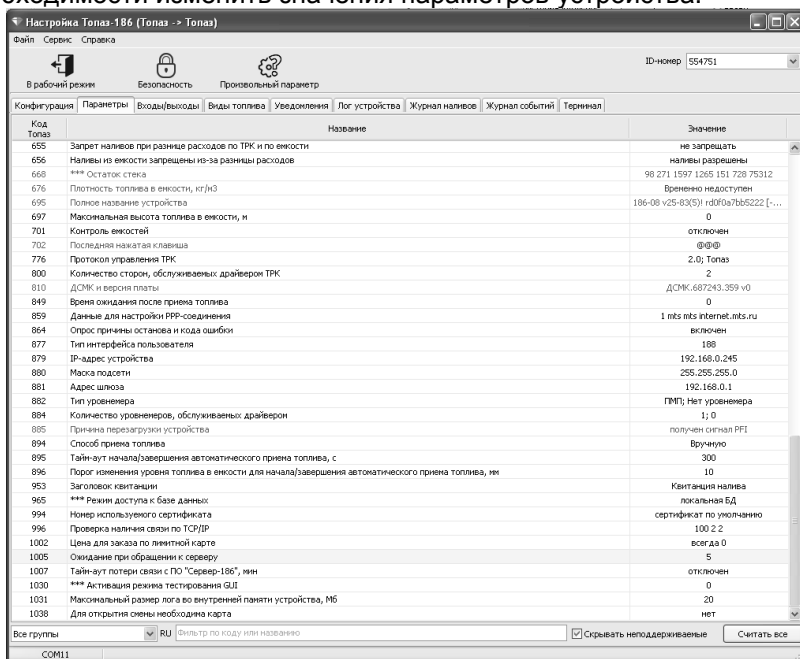 ходимости изменить значения параметров устройства.
Настройка Топаз-186 (Топаз -> Топаз)
Файл Сервис Справка
В рабочий режим Безопасность Произвольный параметр ID-номер 554751
Конфигурация Параметры Входы/выходы Виды топлива Уведомления Лог устройства Журнал наливов Журнал событий Терминал
Код Топаз Название Значение
655 Запрет наливов при разнице расходов по ТРК и по емкости не запрещать
656 Наливы из емкости запрещены из-за разницы расходов наливы разрешены
668 *** Остаток стека 98 271 1597 1265 151 728 75312
676 Плотность топлива в емкости, кг/м3 Временно недоступен
695 Полное название устройства 186-08 v25-83(5)! rd0f0a7bb5222 [-...
697 Максимальная высота топлива в емкости, м 0
701 Контроль емкостей отключен
702 Последняя нажатая клавиша @@@
776 Протокол управления ТРК 2.0; Топаз
800 Количество сторон, обслуживаемых драйвером ТРК 2
810 ДСМК и версия платы ДСМК.687243.359 v0
849 Время ожидания после приема топлива 0
859 Данные для настройки PPP-соединения 1 mts mts internet.mts.ru
864 Опрос причины останова и кода ошибки включен
877 Тип интерфейса пользователя 188
879 IP-адрес устройства 192.168.0.245
880 Маска подсети 255.255.255.0
881 Адрес шлюза 192.168.0.1
882 Тип уровнемера ПМП; Нет уровнемера
884 Количество уровнемеров, обслуживаемых драйвером 1; 0
885 Причина перезагрузки устройства получен сигнал PFI
894 Способ приема топлива Вручную
895 Тайм-аут начала/завершения автоматического приема топлива, с 300
896 Порог изменения уровня топлива в емкости для начала/завершения автоматического приема топлива, мм 10
953 Заголовок квитанции Квитанция налива
965 *** Режим доступа к базе данных локальная БД
994 Номер используемого сертификата сертификат по умолчанию
996 Проверка наличия связи по TCP/IP 100 2 2
1002 Цена для заказа по лимитной карте всегда 0
1005 Ожидание при обращении к серверу 5
1007 Тайм-аут потери связи с ПО "Сервер-186", мин отключен
1030 *** Активация режима тестирования GUI 0
1031 Максимальный размер лога во внутренней памяти устройства, Мб 20
1038 Для открытия смены необходима карта нет
Все группы RU Фильтр по коду или названию Скрывать неподдерживаемые Считать все
COM11